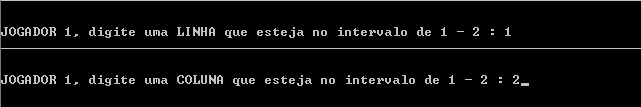 JOGADOR 1, digite uma LINHA que esteja no intervalo de 1 - 2 : 1
JOGADOR 1, digite uma COLUNA que esteja no intervalo de 1 - 2 : 2_